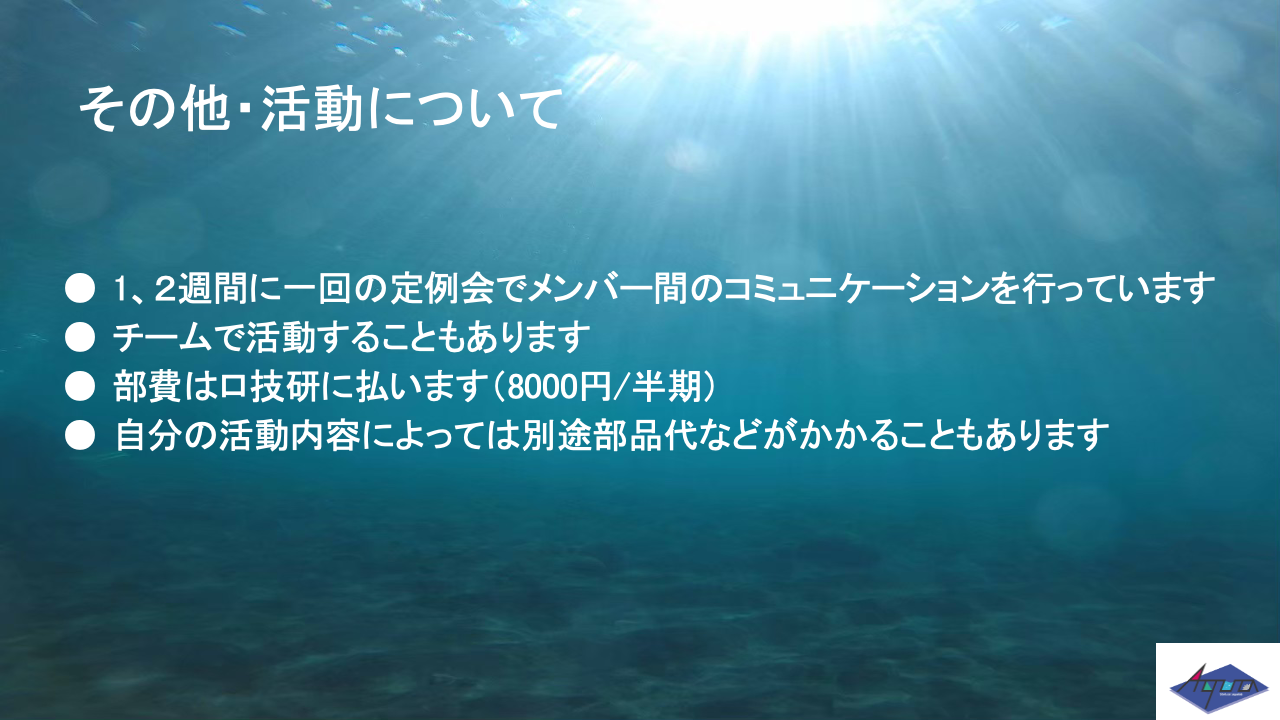 その他・活動について
● 1、2週間に一回の定例会でメンバー間のコミュニケーションを行っています
● チームで活動することもあります
● 部費はロ技研に払います（8000円/半期）
● 自分の活動内容によっては別途部品代などがかかることもあります
Aqua